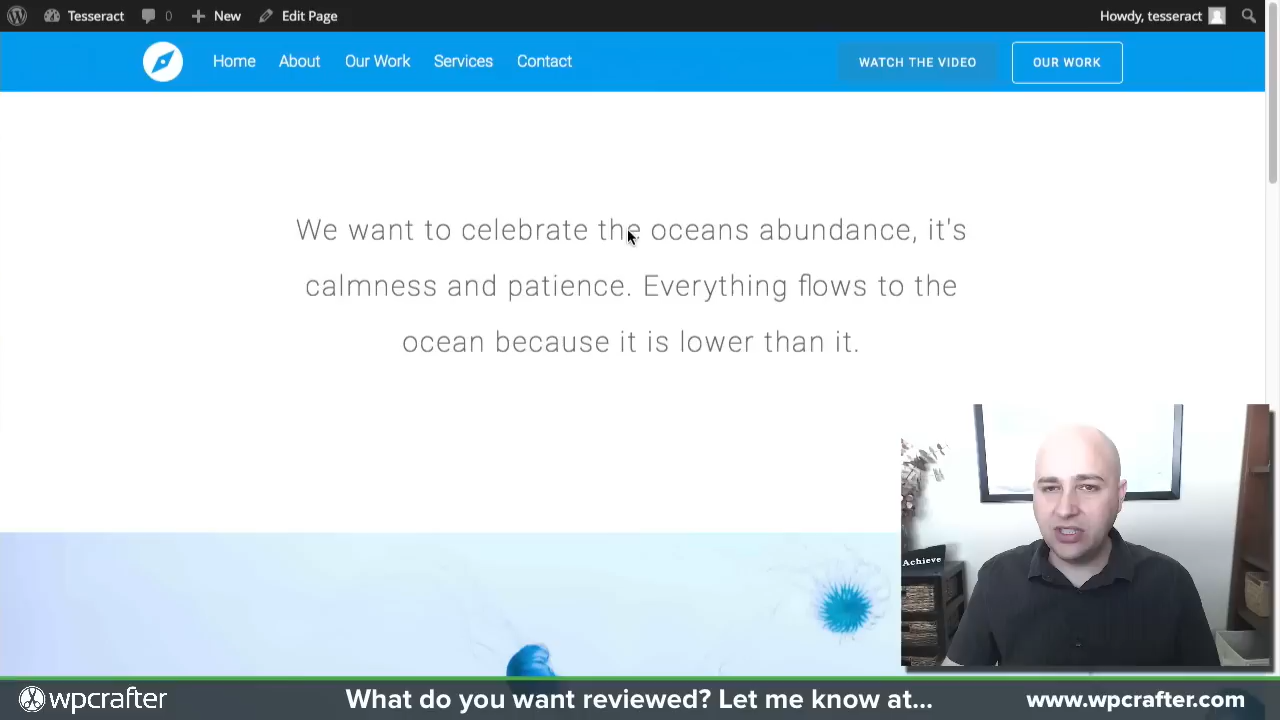 Tesseract 0 New Edit Page Howdy, tesseract
Home About Our Work Services Contact WATCH THE VIDEO OUR WORK
We want to celebrate the oceans abundance, it's
calmness and patience. Everything flows to the
ocean because it is lower than it.
Achieve
wpcrafter What do you want reviewed? Let me know at... www.wpcrafter.com